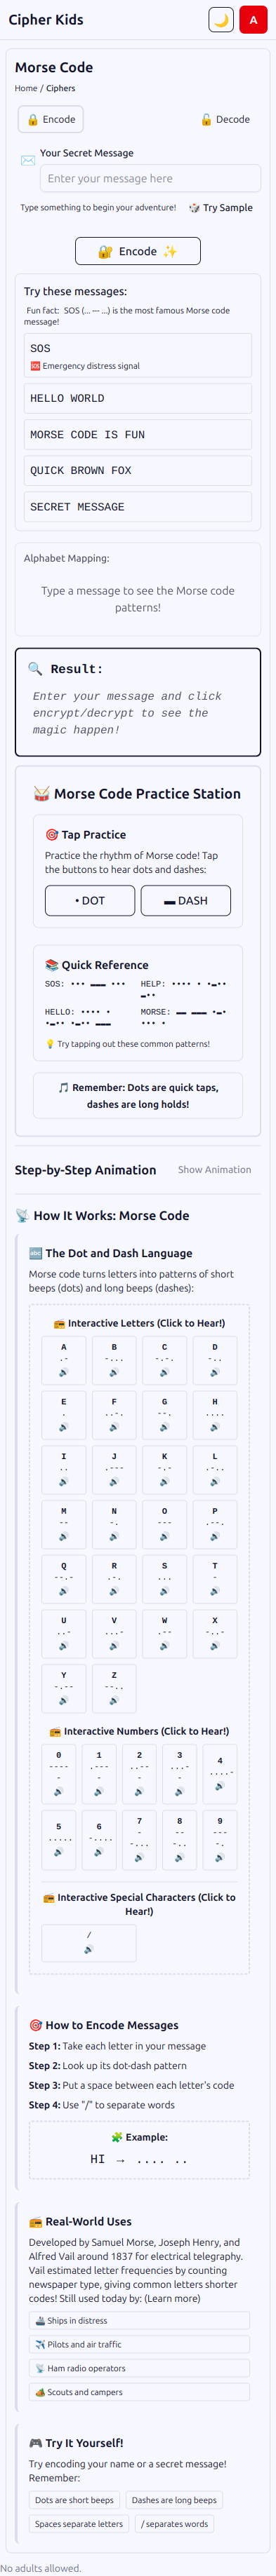 Cipher Kids
A
Morse Code
Home / Ciphers
Encode
Decode
Your Secret Message
Enter your message here
Type something to begin your adventure!
Try Sample
Encode
Try these messages:
Fun fact: SOS (... --- ...) is the most famous Morse code
message!
SOS
🆘 Emergency distress signal
HELLO WORLD
MORSE CODE IS FUN
QUICK BROWN FOX
SECRET MESSAGE
Alphabet Mapping:
Type a message to see the Morse code
patterns!
Result:
Enter your message and click
encrypt/decrypt to see the
magic happen!
Morse Code Practice Station
Tap Practice
Practice the rhythm of Morse code! Tap
the buttons to hear dots and dashes:
• DOT
▬ DASH
Quick Reference
SOS: ••• ▬▬▬ •••
HELP: •••• • •▬••
▬••
HELLO: •••• •
•▬•• •▬•• ▬▬▬
MORSE: ▬▬ ▬▬▬ •▬•
••• •
Try tapping out these common patterns!
Remember: Dots are quick taps,
dashes are long holds!
Step-by-Step Animation
Show Animation
How It Works: Morse Code
🔤 The Dot and Dash Language
Morse code turns letters into patterns of short
beeps (dots) and long beeps (dashes):
Interactive Letters (Click to Hear!)
A B C D
.- -... -.-. -..
E F G H
. ..-. --. ....
I J K L
.. .--- -.- .-..
M N O P
-- -. --- .--.
Q R S T
--.- .-. ... -
U V W X
..- ...- .-- -..-
Y Z
-.-- --..
Interactive Numbers (Click to Hear!)
0 1 2 3 4
----
-
.----
-
..--
-
...-
-
....-
5 6 7 8 9
.....
-....
-
-...
--
-..
---
-.
Interactive Special Characters (Click to
Hear!)
/
How to Encode Messages
Step 1: Take each letter in your message
Step 2: Look up its dot-dash pattern
Step 3: Put a space between each letter's code
Step 4: Use "/" to separate words
Example:
HI → .... ..
Real-World Uses
Developed by Samuel Morse, Joseph Henry, and
Alfred Vail around 1837 for electrical telegraphy.
Vail estimated letter frequencies by counting
newspaper type, giving common letters shorter
codes! Still used today by: (Learn more)
Ships in distress
Pilots and air traffic
Ham radio operators
Scouts and campers
Try It Yourself!
Try encoding your name or a secret message!
Remember:
Dots are short beeps
Dashes are long beeps
Spaces separate letters
/ separates words
No adults allowed.